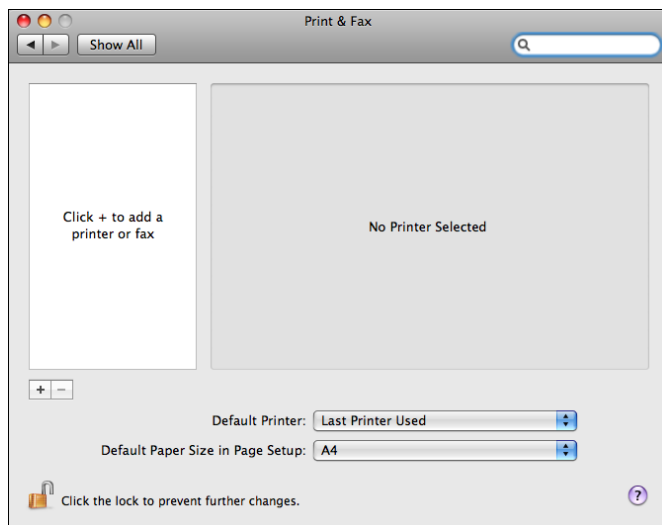 Print & Fax
Show All
Click + to add a
printer or fax
No Printer Selected
+ −
Default Printer: Last Printer Used
Default Paper Size in Page Setup: A4
Click the lock to prevent further changes.
?